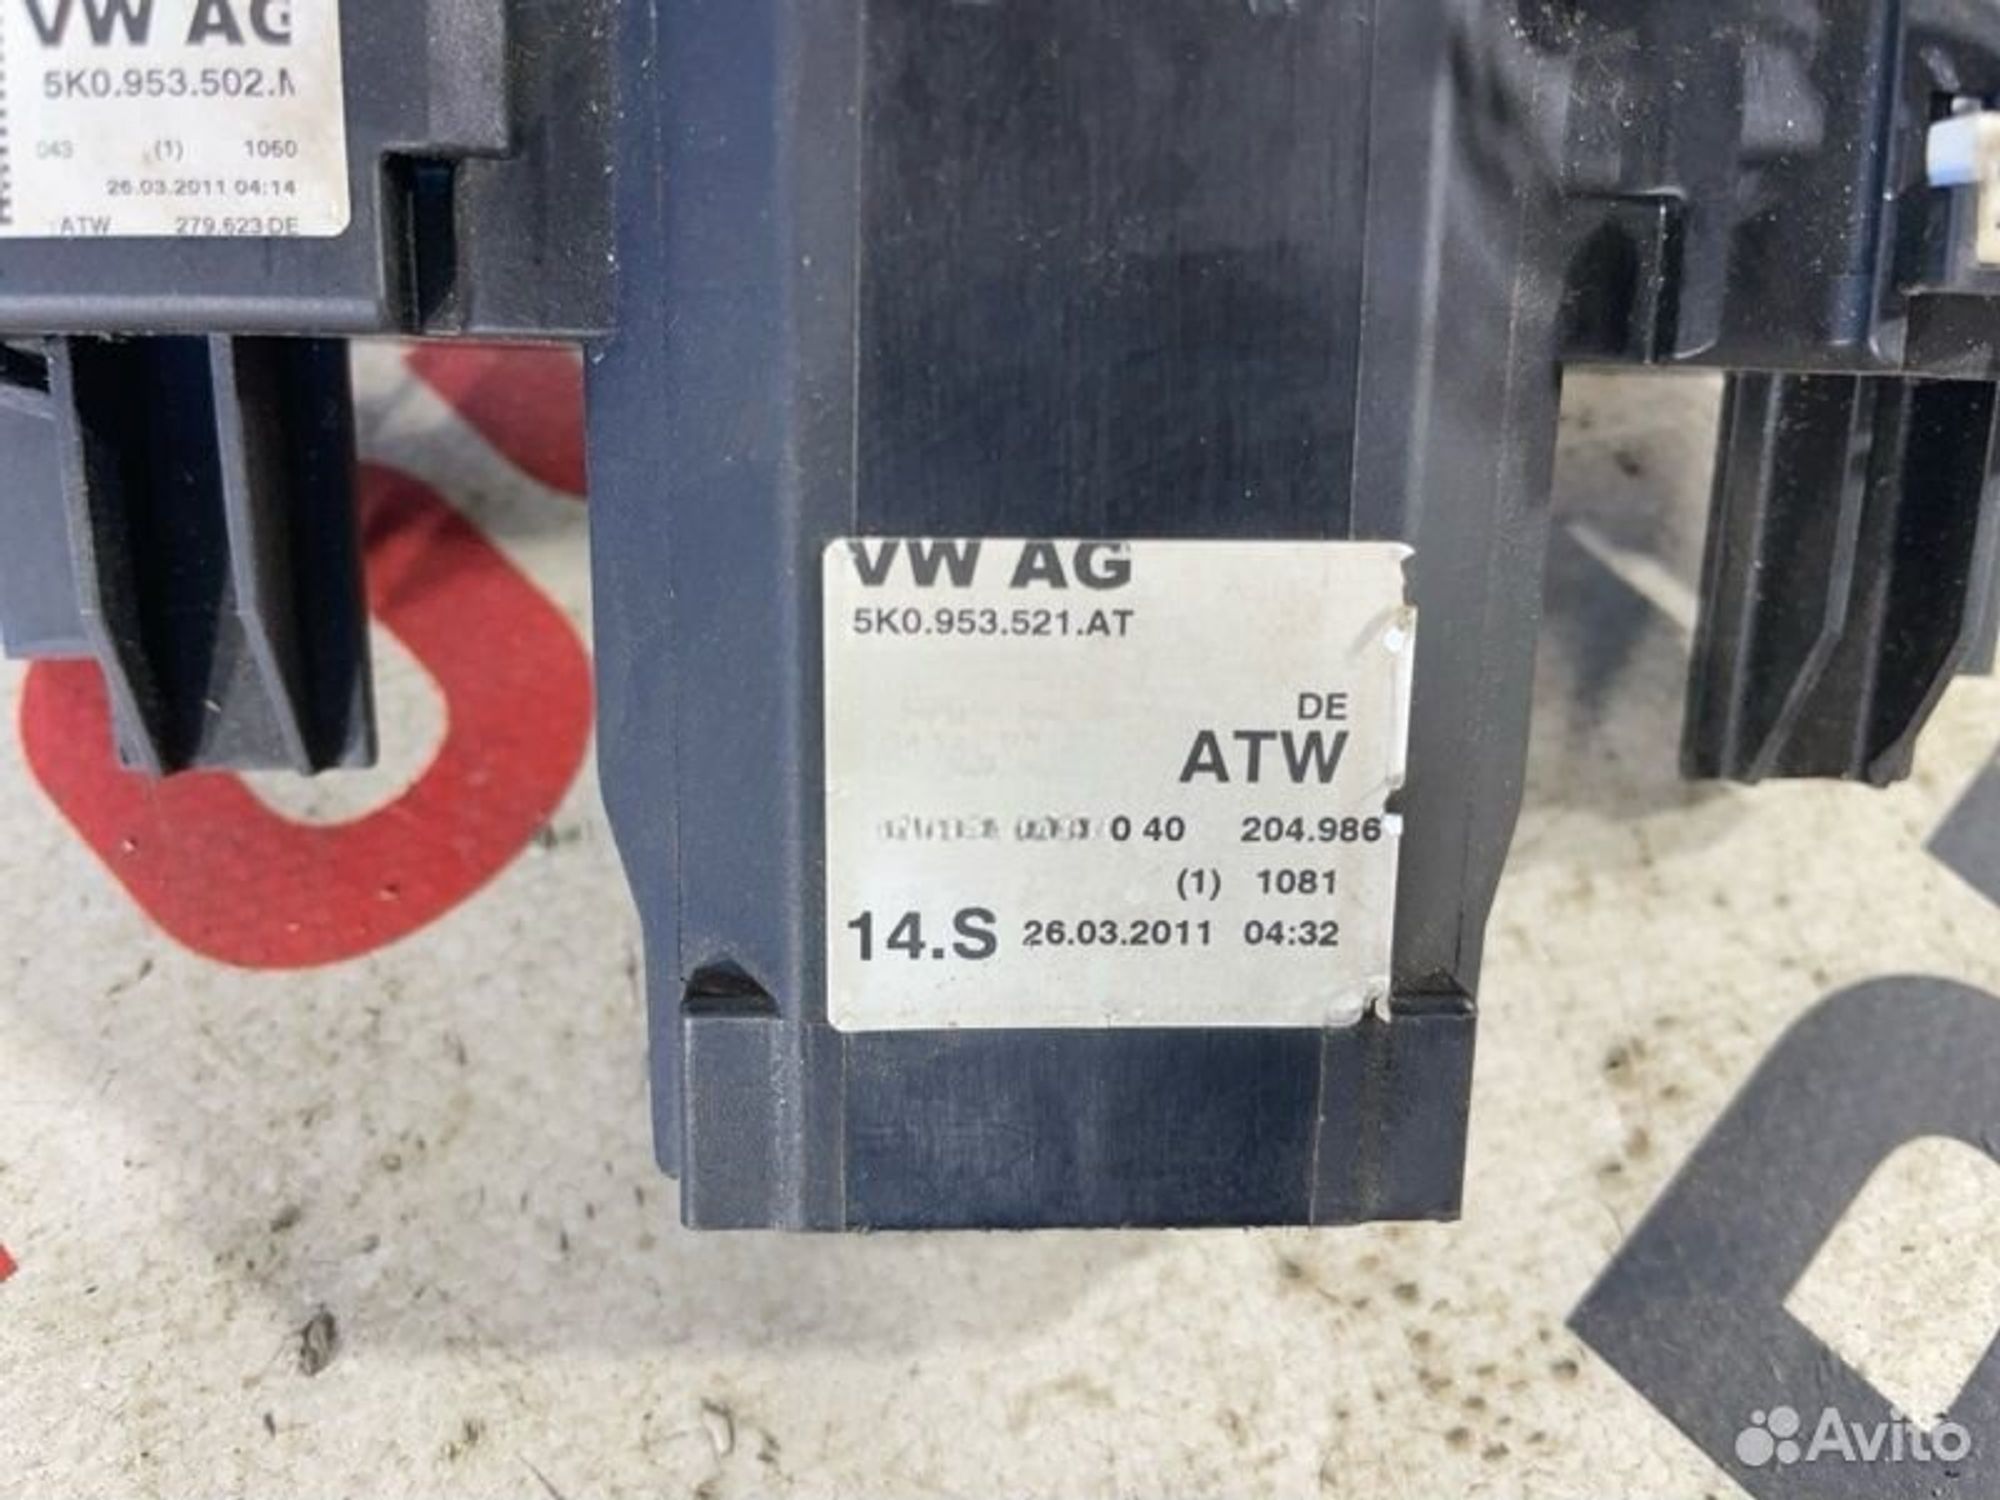 VW AG
5K0.953.502.
043 (1) 1060
26.03.2011 04:14
ATW 279.623 DE
VW AG
5K0.953.521.AT
DE
ATW
0 40 204.986
(1) 1081
14.S 26.03.2011 04:32
Avito